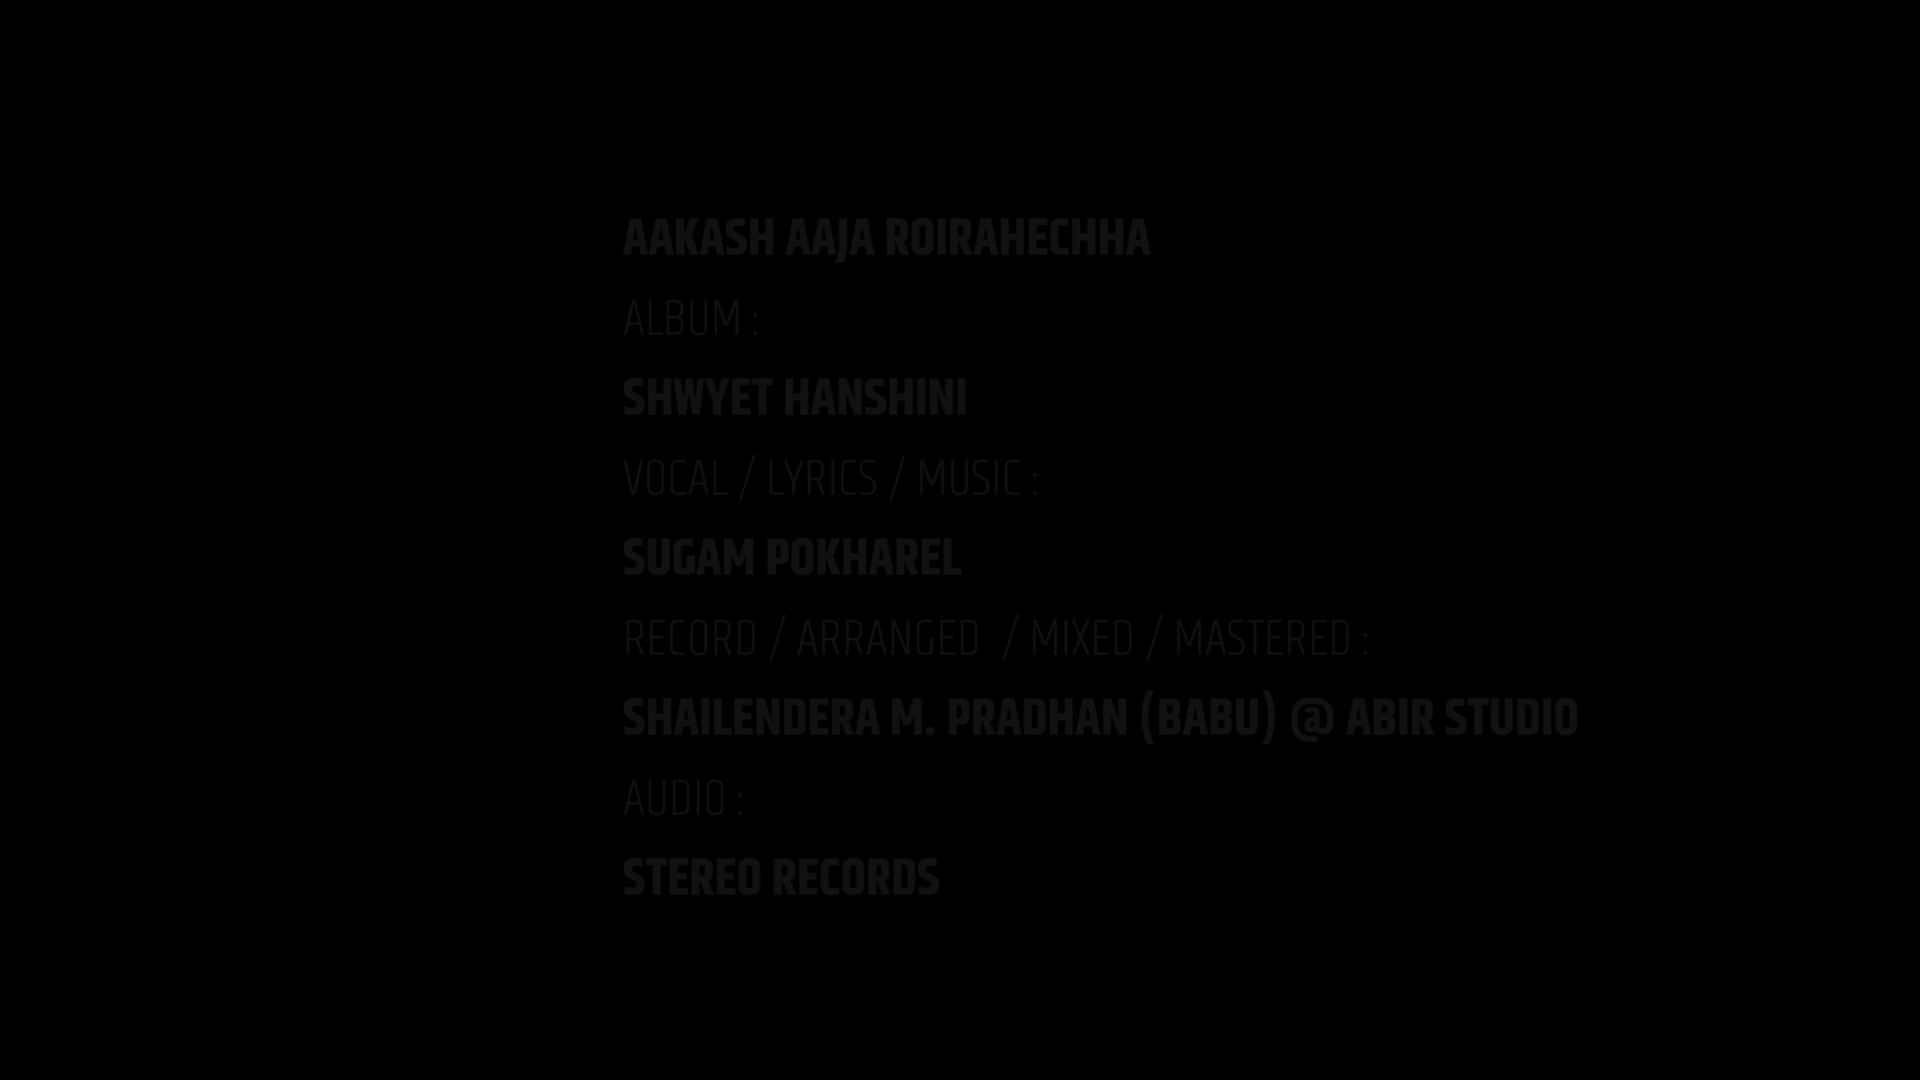 AAKASH AAJA ROIRAHECHHA
ALBUM :
SHWYET HANSHINI
VOCAL / LYRICS / MUSIC :
SUGAM POKHAREL
RECORD / ARRANGED / MIXED / MASTERED :
SHAILENDERA M. PRADHAN (BABU) @ ABIR STUDIO
AUDIO :
STEREO RECORDS